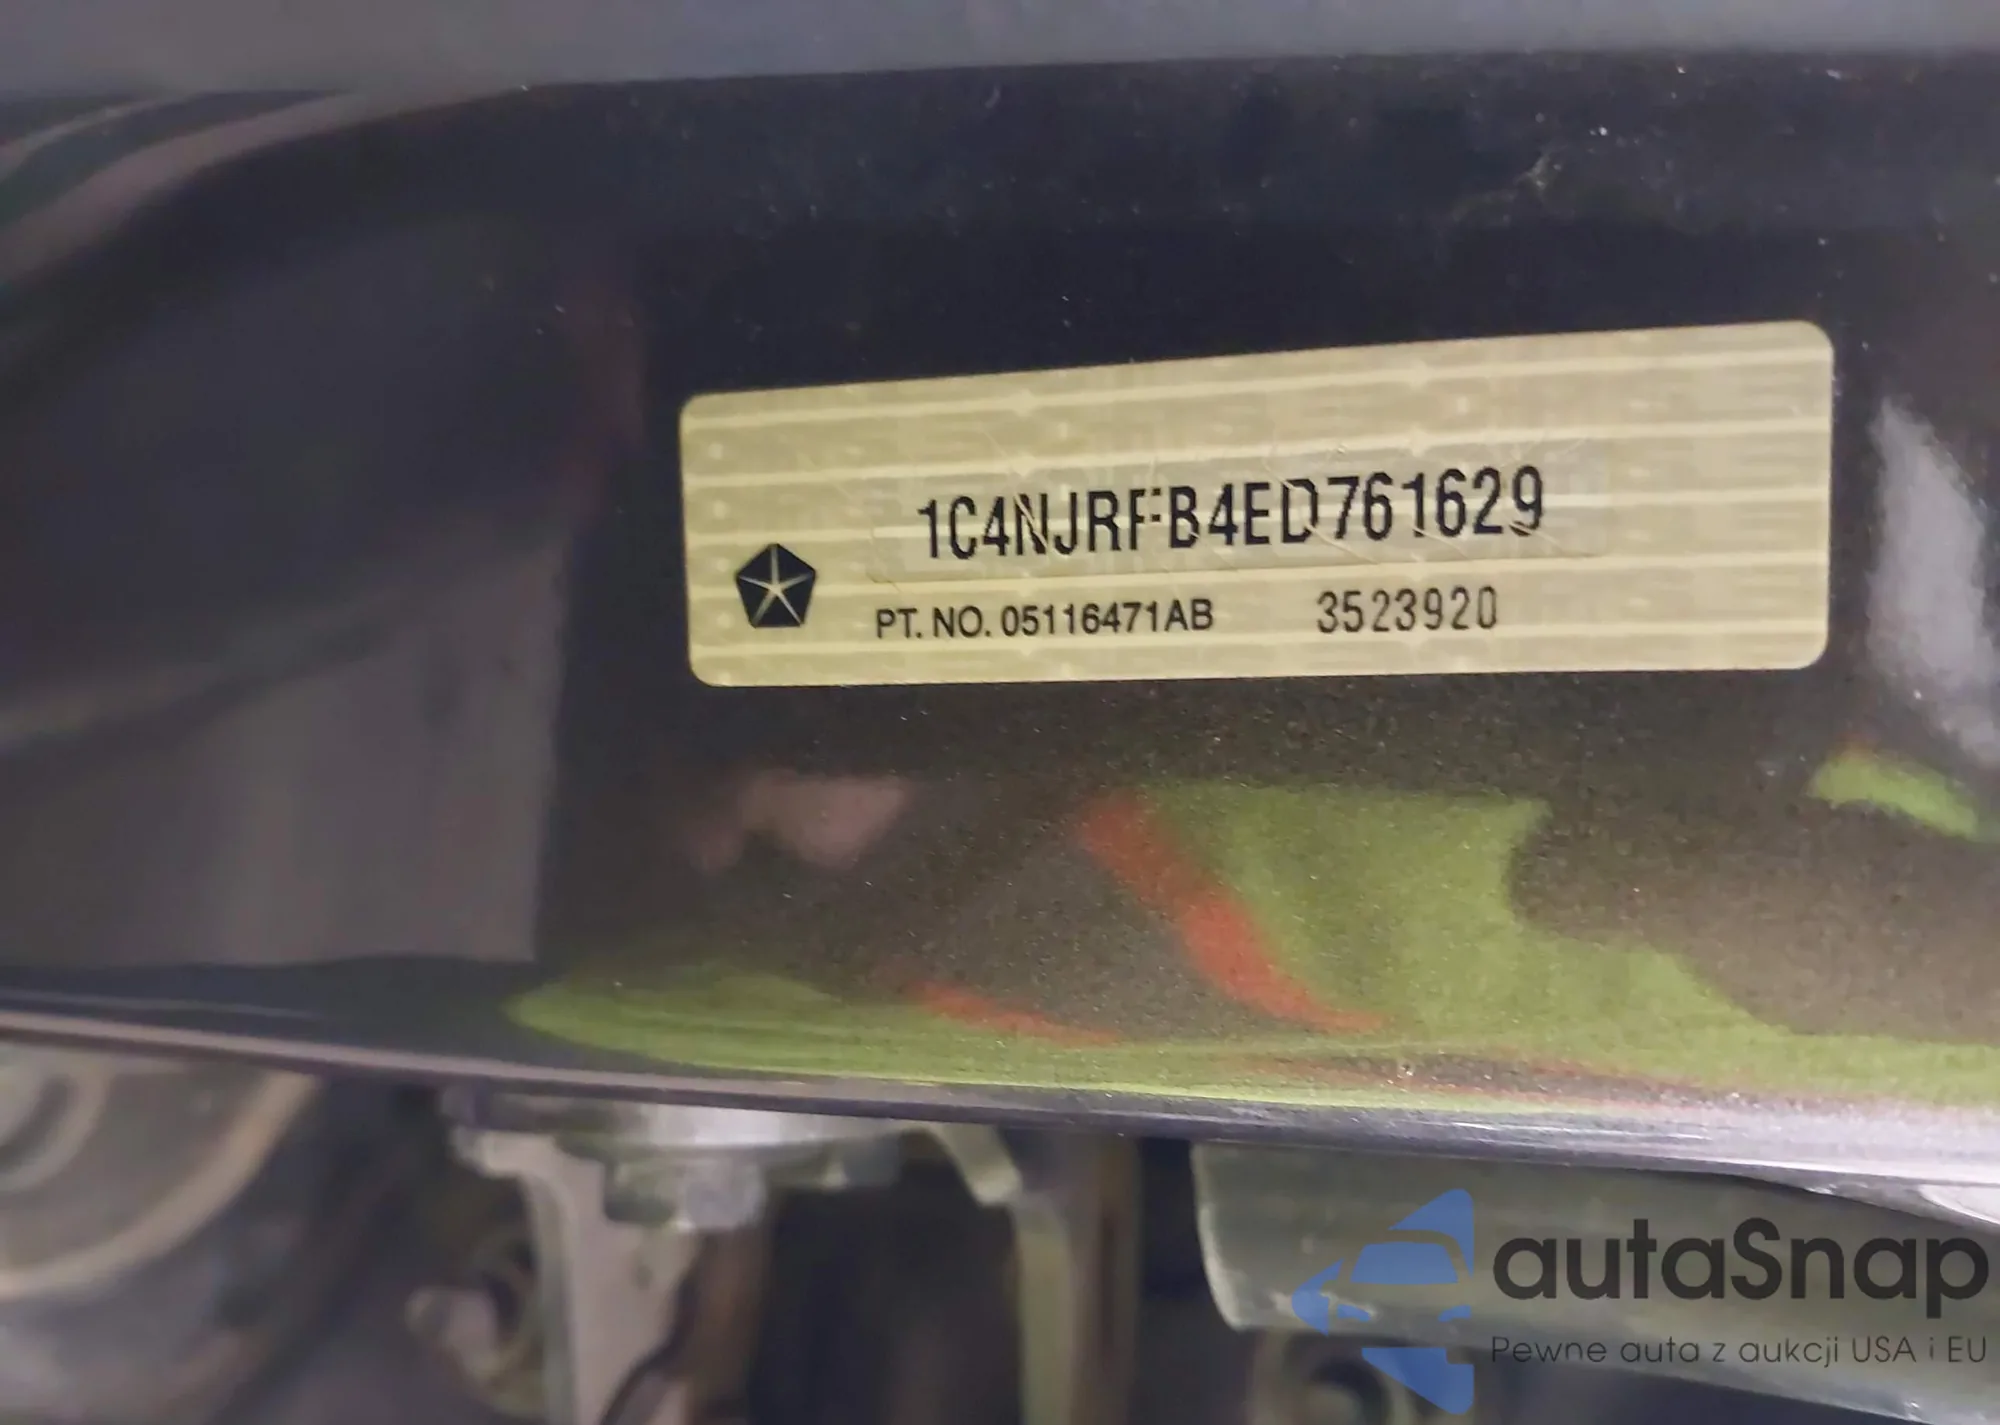 1C4NJRFB4ED761629
PT. NO. 05116471AB 3523920
autaSnap
Pewne auta z aukcji USA i EU